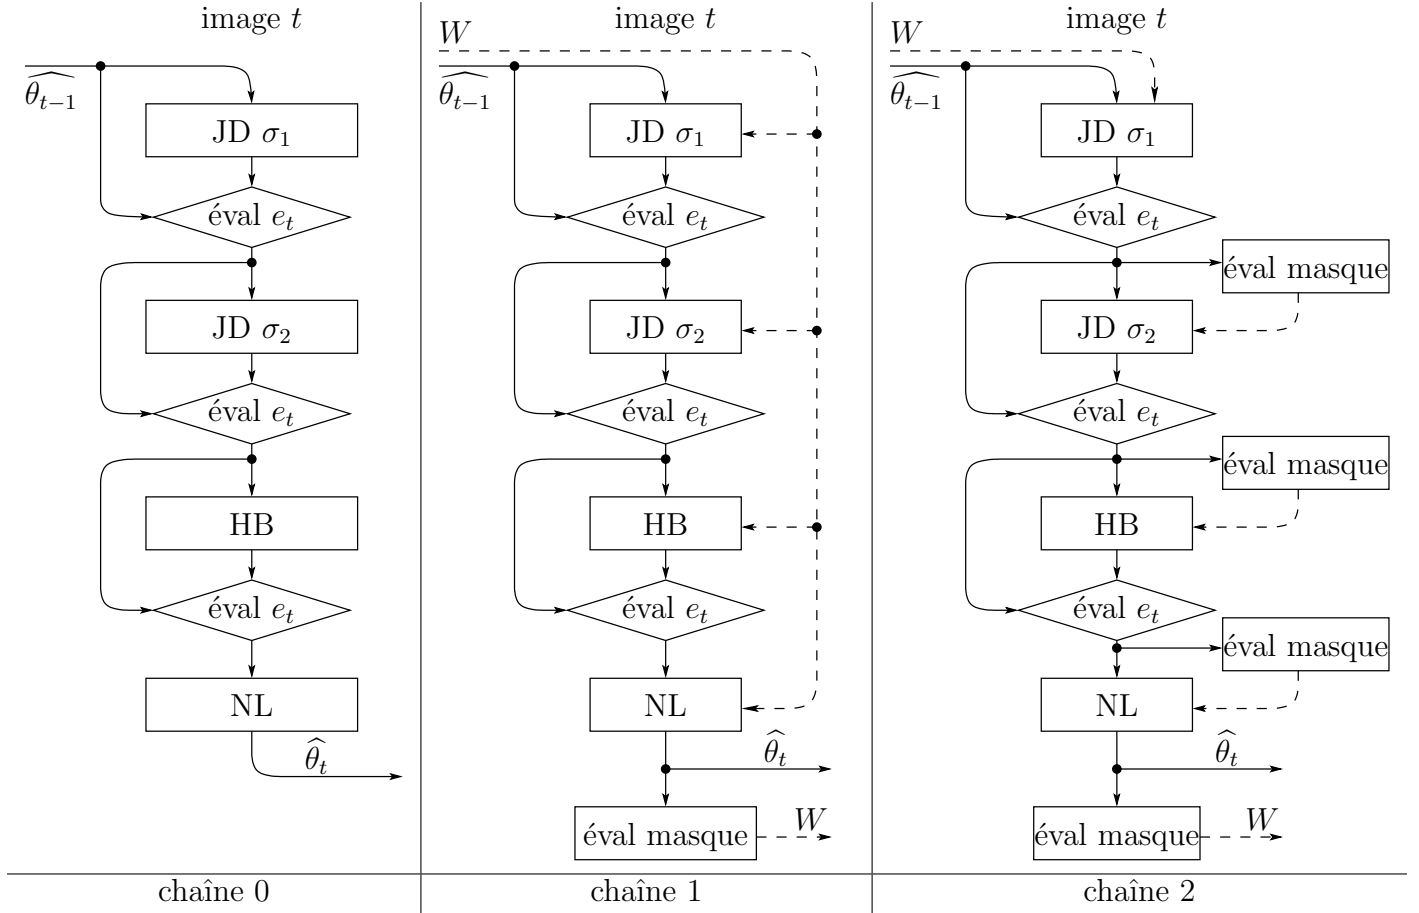 image t
θ̂_{t−1}
JD σ₁
éval e_t
JD σ₂
éval e_t
HB
éval e_t
NL
θ̂_t
chaîne 0
image t
W
θ̂_{t−1}
JD σ₁
éval e_t
JD σ₂
éval e_t
HB
éval e_t
NL
θ̂_t
éval masque
W
chaîne 1
image t
W
θ̂_{t−1}
JD σ₁
éval e_t
éval masque
JD σ₂
éval e_t
éval masque
HB
éval e_t
éval masque
NL
θ̂_t
éval masque
W
chaîne 2